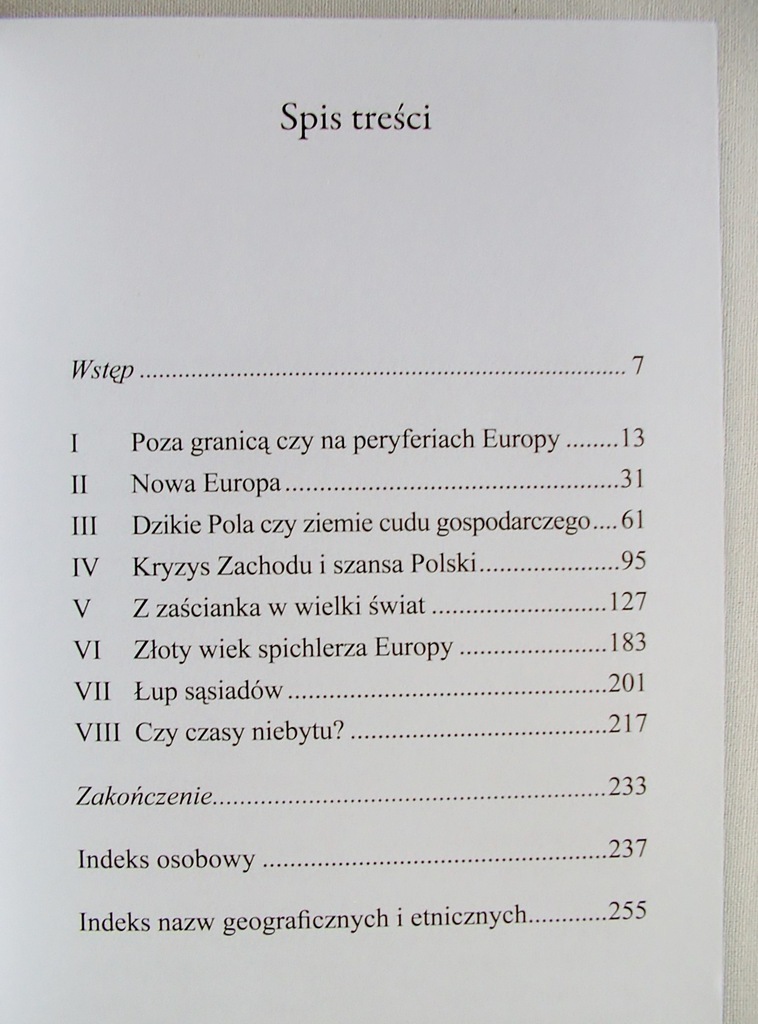 Spis treści
Wstęp ........ 7
I Poza granicą czy na peryferiach Europy ........ 13
II Nowa Europa ........ 31
III Dzikie Pola czy ziemie cudu gospodarczego .... 61
IV Kryzys Zachodu i szansa Polski ........ 95
V Z zaścianka w wielki świat ........ 127
VI Złoty wiek spichlerza Europy ........ 183
VII Łup sąsiadów ........ 201
VIII Czy czasy niebytu? ........ 217
Zakończenie ........ 233
Indeks osobowy ........ 237
Indeks nazw geograficznych i etnicznych ........ 255